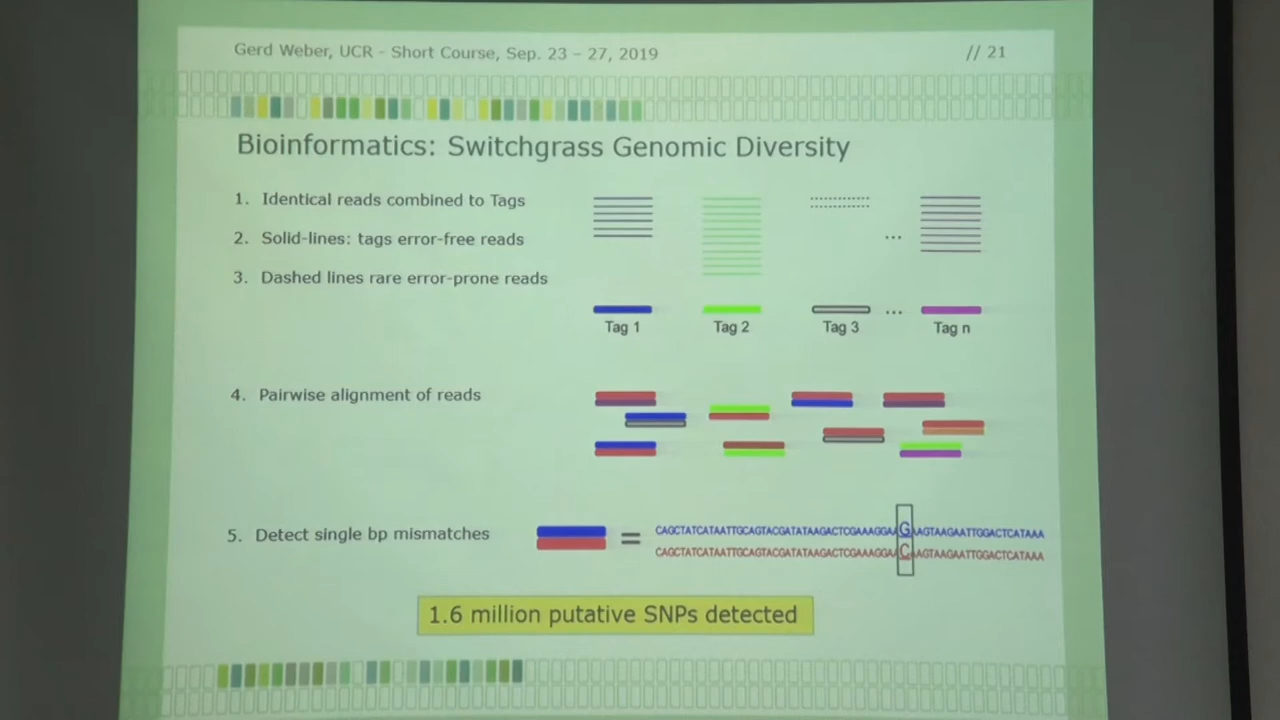 Gerd Weber, UCR - Short Course, Sep. 23 – 27, 2019 // 21
Bioinformatics: Switchgrass Genomic Diversity
1. Identical reads combined to Tags
2. Solid-lines: tags error-free reads
...
3. Dashed lines rare error-prone reads
...
Tag 1 Tag 2 Tag 3 Tag n
4. Pairwise alignment of reads
5. Detect single bp mismatches
= CAGCTATCATAATTGCAGTACGATATAAGACTCGAAAGGAAGAAGTAAGAATTGGACTCATAAA
CAGCTATCATAATTGCAGTACGATATAAGACTCGAAAGGAACAAGTAAGAATTGGACTCATAAA
1.6 million putative SNPs detected